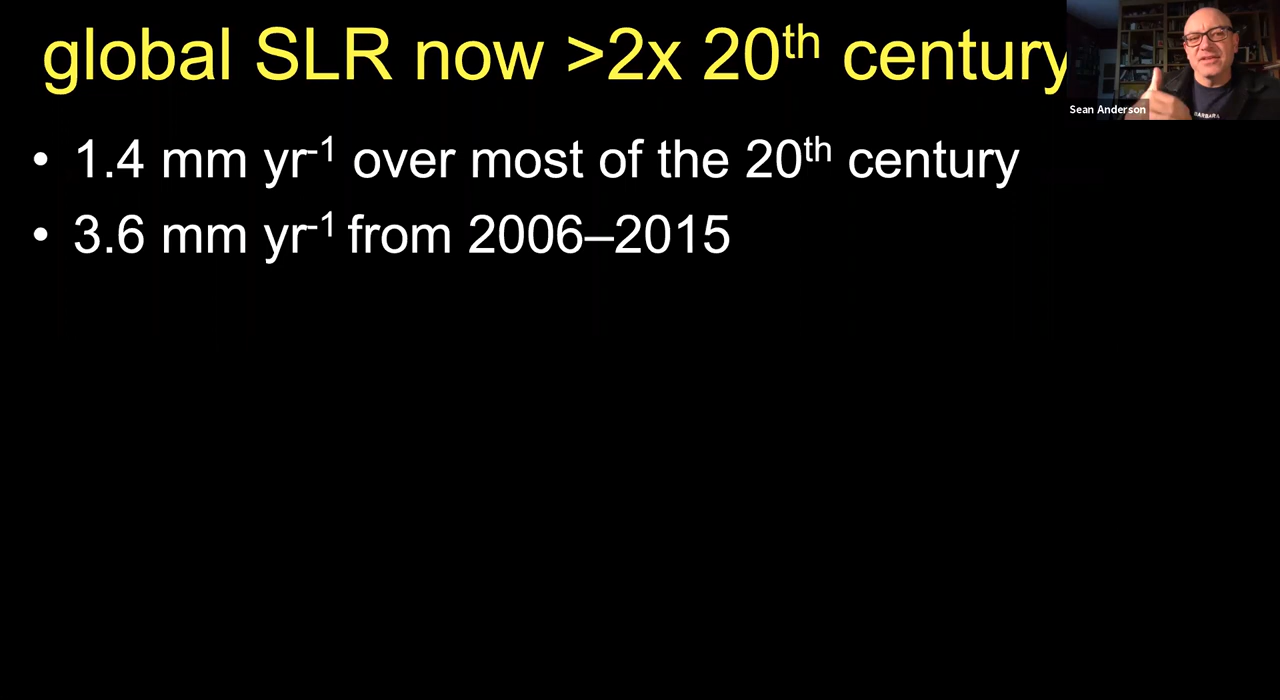 global SLR now >2x 20th century
• 1.4 mm yr-1 over most of the 20th century
• 3.6 mm yr-1 from 2006–2015
Sean Anderson